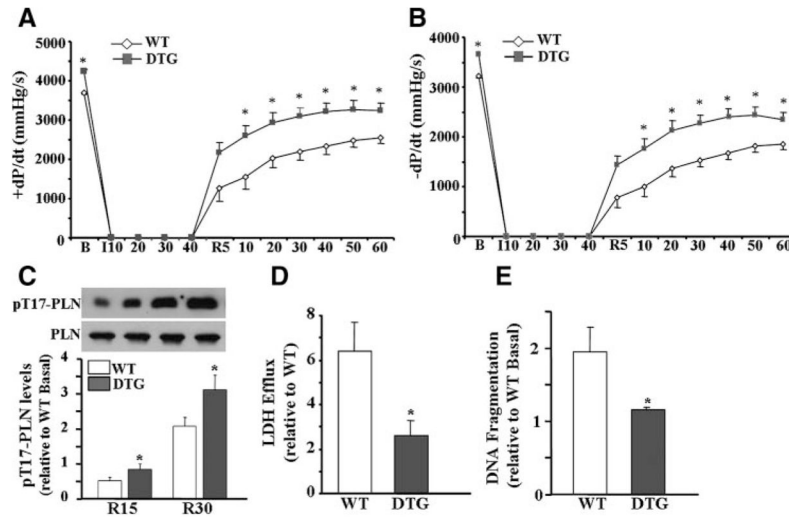 A
5000
4000
3000
2000
1000
0
+dP/dt (mmHg/s)
WT
DTG
*
* * * * * *
B I10 20 30 40 R5 10 20 30 40 50 60
B
4000
3000
2000
1000
0
-dP/dt (mmHg/s)
WT
DTG
*
* * * * * *
B I10 20 30 40 R5 10 20 30 40 50 60
C
pT17-PLN
PLN
pT17-PLN levels
(relative to WT Basal)
4
3
2
1
0
WT
DTG
*
*
R15 R30
D
LDH Efflux
(relative to WT)
8
6
4
2
0
*
WT DTG
E
DNA Fragmentation
(relative to WT Basal)
2
1
0
*
WT DTG